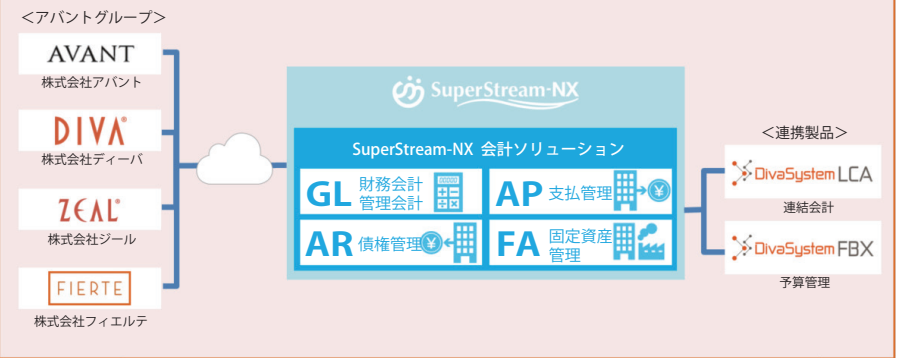 ＜アバントグループ＞
AVANT
株式会社アバント
DIVA
株式会社ディーバ
ZEAL
株式会社ジール
FIERTE
株式会社フィエルテ
SuperStream-NX
SuperStream-NX 会計ソリューション
GL 財務会計
管理会計
AP 支払管理
AR 債権管理
FA 固定資産
管理
＜連携製品＞
DivaSystem LCA
連結会計
DivaSystem FBX
予算管理